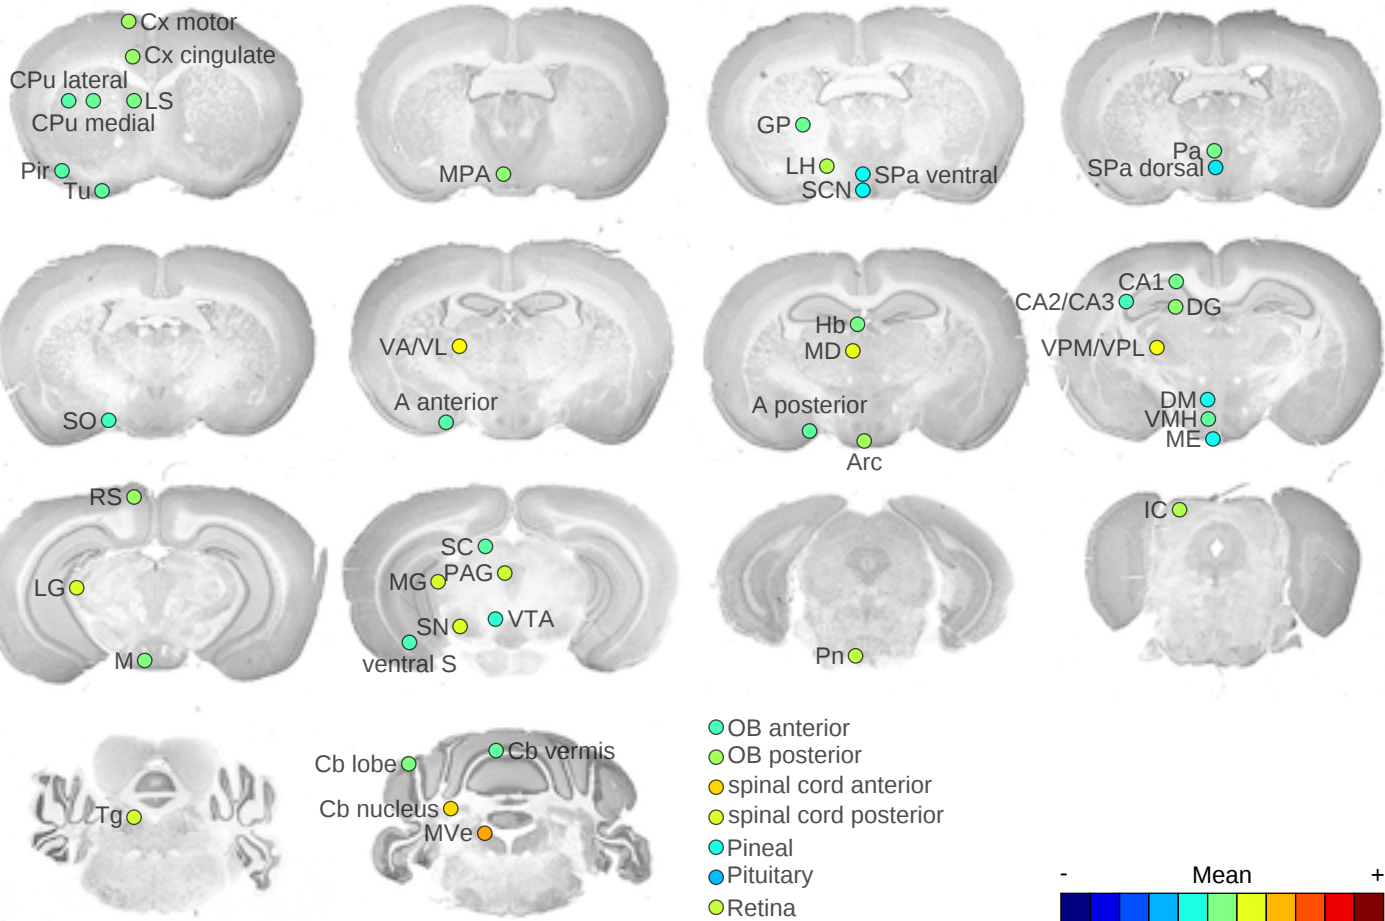 Cx motor
Cx cingulate
CPu lateral
LS
CPu medial
Pir
Tu
MPA
GP
LH
SPa ventral
SCN
Pa
SPa dorsal
SO
VA/VL
A anterior
Hb
MD
A posterior
Arc
CA1
CA2/CA3
DG
VPM/VPL
DM
VMH
ME
RS
LG
M
SC
MG
PAG
SN
VTA
ventral S
Pn
IC
Tg
Cb lobe
Cb vermis
Cb nucleus
MVe
OB anterior
OB posterior
spinal cord anterior
spinal cord posterior
Pineal
Pituitary
Retina
- Mean +